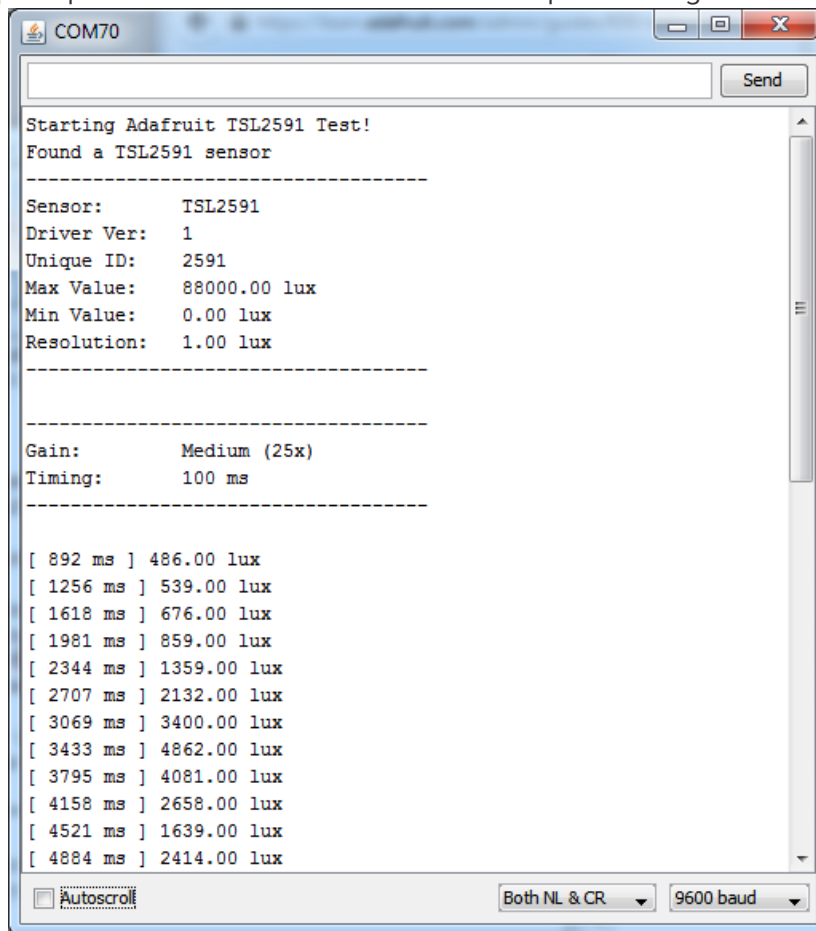 COM70
Send
Starting Adafruit TSL2591 Test!
Found a TSL2591 sensor
------------------------------------
Sensor:       TSL2591
Driver Ver:   1
Unique ID:    2591
Max Value:    88000.00 lux
Min Value:    0.00 lux
Resolution:   1.00 lux
------------------------------------
------------------------------------
Gain:         Medium (25x)
Timing:       100 ms
------------------------------------
[ 892 ms ] 486.00 lux
[ 1256 ms ] 539.00 lux
[ 1618 ms ] 676.00 lux
[ 1981 ms ] 859.00 lux
[ 2344 ms ] 1359.00 lux
[ 2707 ms ] 2132.00 lux
[ 3069 ms ] 3400.00 lux
[ 3433 ms ] 4862.00 lux
[ 3795 ms ] 4081.00 lux
[ 4158 ms ] 2658.00 lux
[ 4521 ms ] 1639.00 lux
[ 4884 ms ] 2414.00 lux
Autoscroll Both NL & CR 9600 baud